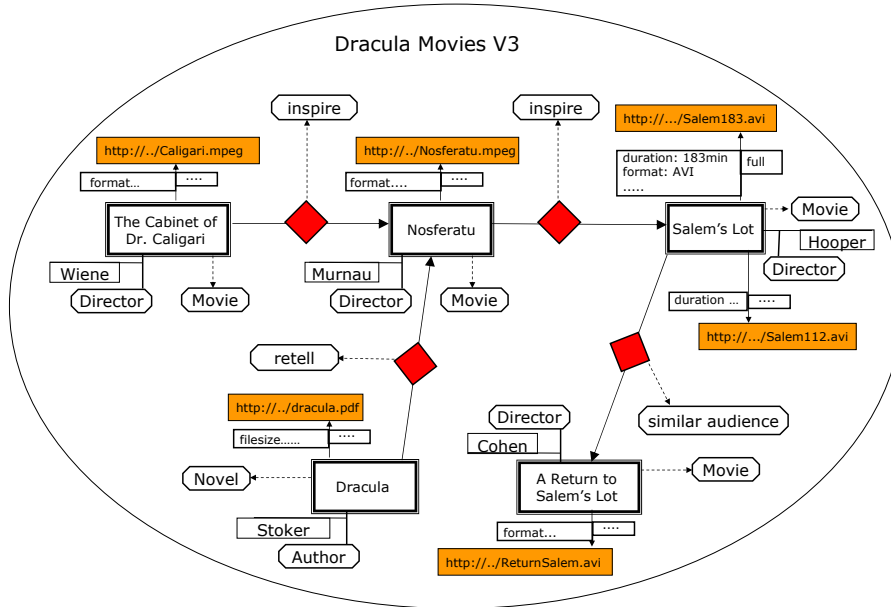 Dracula Movies V3
inspire
inspire
http://.../Salem183.avi
http://../Caligari.mpeg
http://../Nosferatu.mpeg
duration: 183min
format: AVI
.....
full
format…
....
format....
....
The Cabinet of
Dr. Caligari
Nosferatu
Salem's Lot
Movie
Hooper
Director
Wiene
Director
Movie
Murnau
Director
Movie
duration …
....
http://.../Salem112.avi
retell
http://../dracula.pdf
filesize……
....
Director
Cohen
similar audience
Novel
Dracula
A Return to
Salem's Lot
Movie
Stoker
Author
format…
....
http://../ReturnSalem.avi